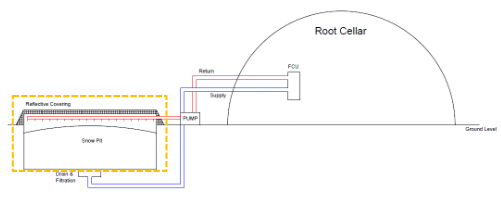 Root Cellar
FCU
Return
Supply
Reflective Covering
PUMP
Snow Pit
Ground Level
Drain &
Filtration